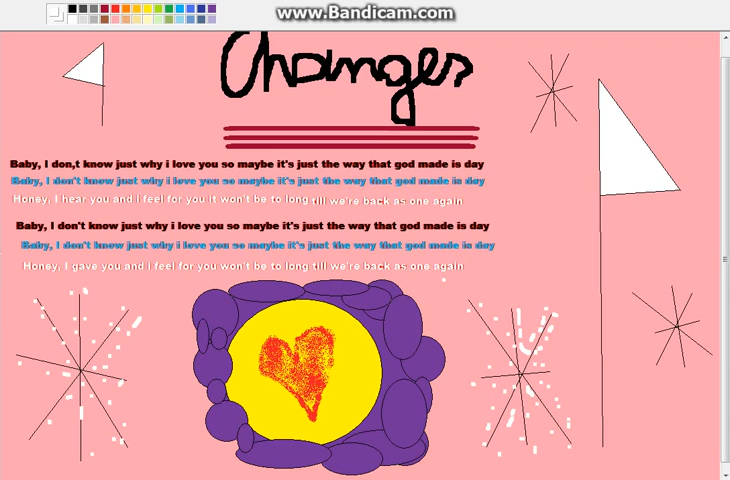 www.Bandicam.com
Changes
Baby, I don,t know just why i love you so maybe it's just the way that god made is day
Baby, I don't know just why i love you so maybe it's just the way that god made is day
Honey, I hear you and i feel for you it won't be to long till we're back as one again
Baby, I don't know just why i love you so maybe it's just the way that god made is day
Baby, I don't know just why i love you so maybe it's just the way that god made is day
Honey, I gave you and i feel for you won't be to long till we're back as one again